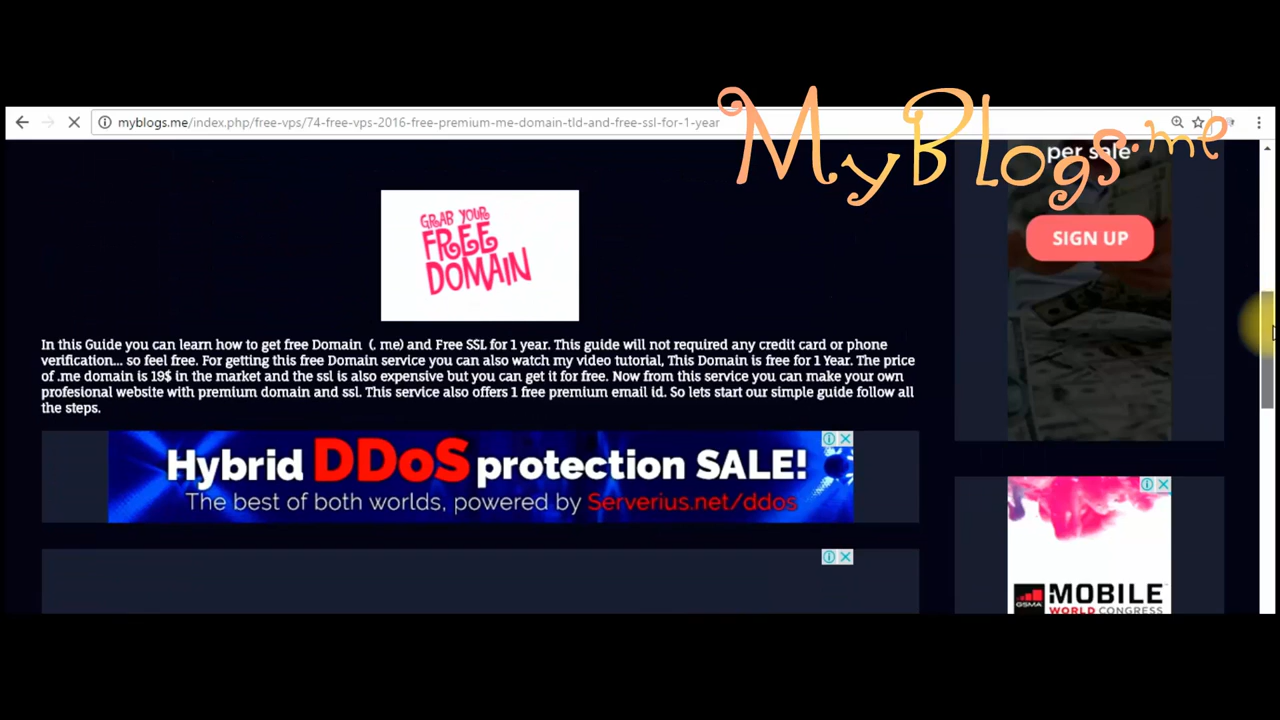 MyBlogs.me
myblogs.me/index.php/free-vps/74-free-vps-2016-free-premium-me-domain-tld-and-free-ssl-for-1-year
per sale
SIGN UP
GRAB YOUR
FREE
DOMAIN
In this Guide you can learn how to get free Domain (. me) and Free SSL for 1 year. This guide will not required any credit card or phone
verification... so feel free. For getting this free Domain service you can also watch my video tutorial, This Domain is free for 1 Year. The price
of .me domain is 19$ in the market and the ssl is also expensive but you can get it for free. Now from this service you can make your own
profesional website with premium domain and ssl. This service also offers 1 free premium email id. So lets start our simple guide follow all
the steps.
Hybrid DDoS protection SALE!
The best of both worlds, powered by Serverius.net/ddos
GSMA
MOBILE
WORLD CONGRESS